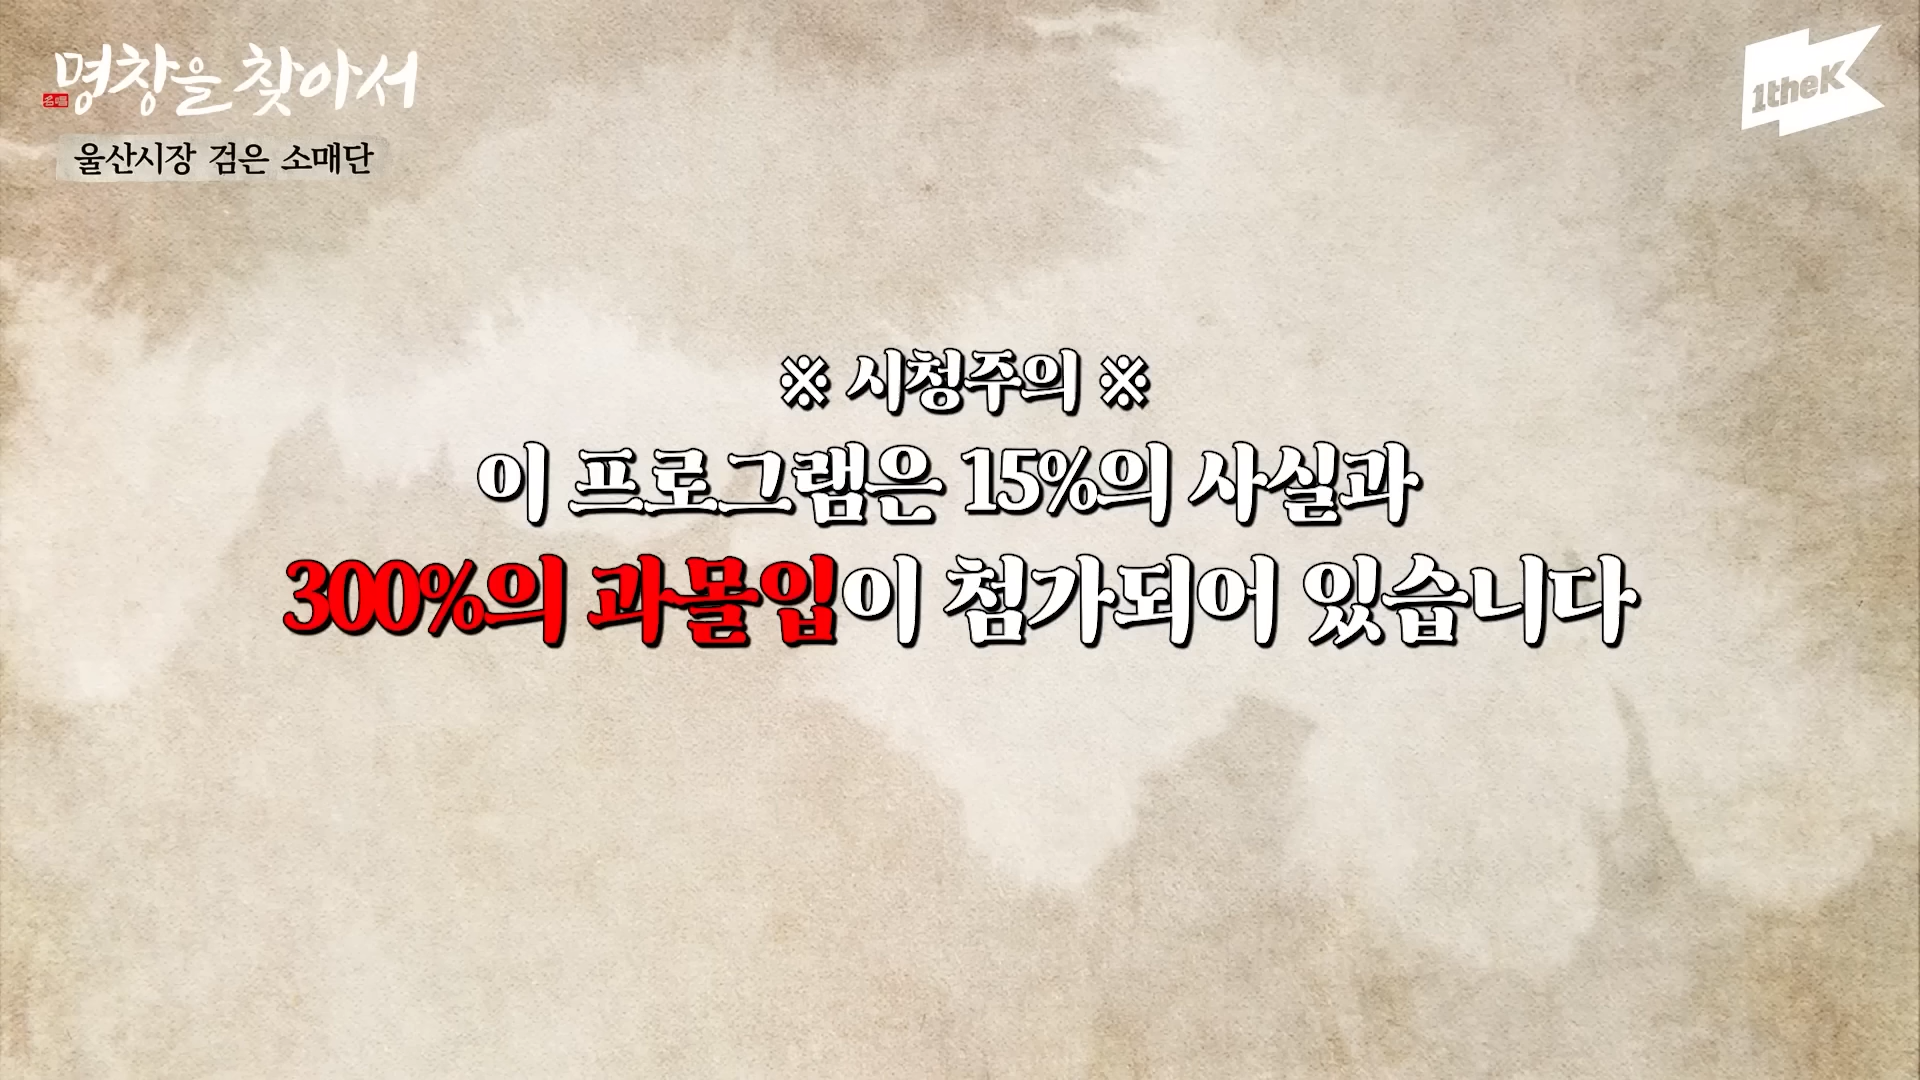 명창을 찾아서
名唱
울산시장 검은 소매단
1theK
※ 시청주의 ※
이 프로그램은 15%의 사실과
300%의 과몰입이 첨가되어 있습니다